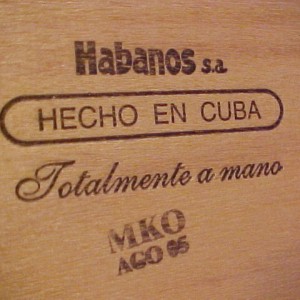 Habanos s.a.
HECHO EN CUBA
Totalmente a mano
MKO
AGO 05